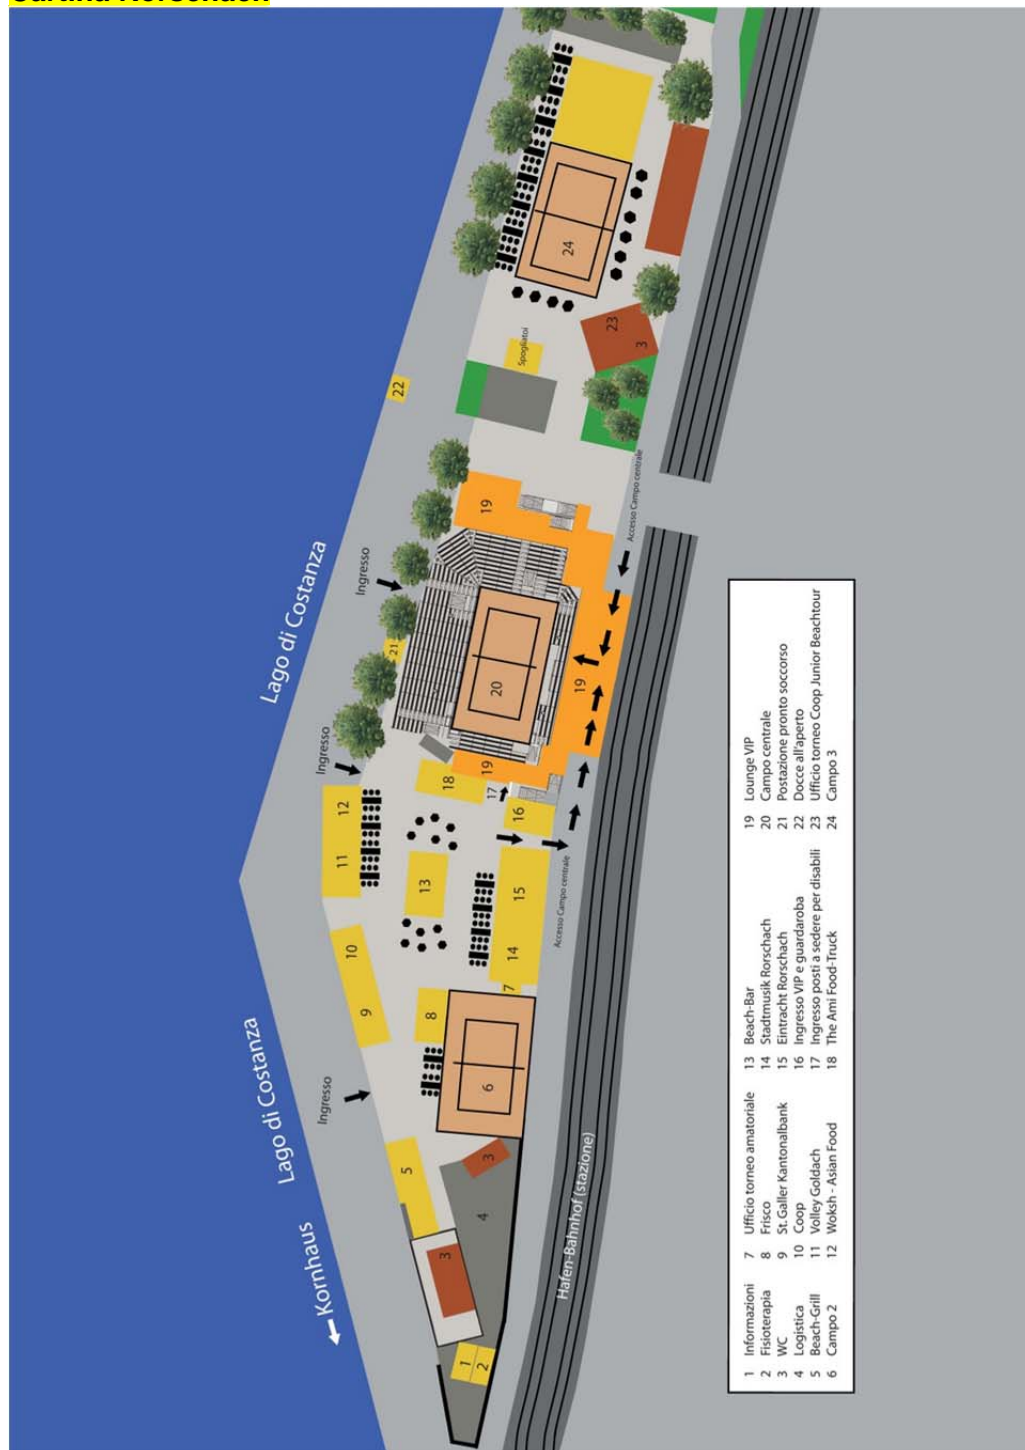 Cartina Rorschach
Kornhaus
Lago di Costanza
Lago di Costanza
Ingresso
Ingresso
Ingresso
1
2
3
4
3
5
6
7
8
9
10
11
12
13
14
15
16
17
18
19
19
19
20
21
22
Spogliatoi
23
3
24
Accesso Campo centrale
Accesso Campo centrale
Hafen-Bahnhof (stazione)
1 Informazioni
2 Fisioterapia
3 WC
4 Logistica
5 Beach-Grill
6 Campo 2
7 Ufficio torneo amatoriale
8 Frisco
9 St. Galler Kantonalbank
10 Coop
11 Volley Goldach
12 Woksh - Asian Food
13 Beach-Bar
14 Stadtmusik Rorschach
15 Eintracht Rorschach
16 Ingresso VIP e guardaroba
17 Ingresso posti a sedere per disabili
18 The Ami Food-Truck
19 Lounge VIP
20 Campo centrale
21 Postazione pronto soccorso
22 Docce all'aperto
23 Ufficio torneo Coop Junior Beachtour
24 Campo 3